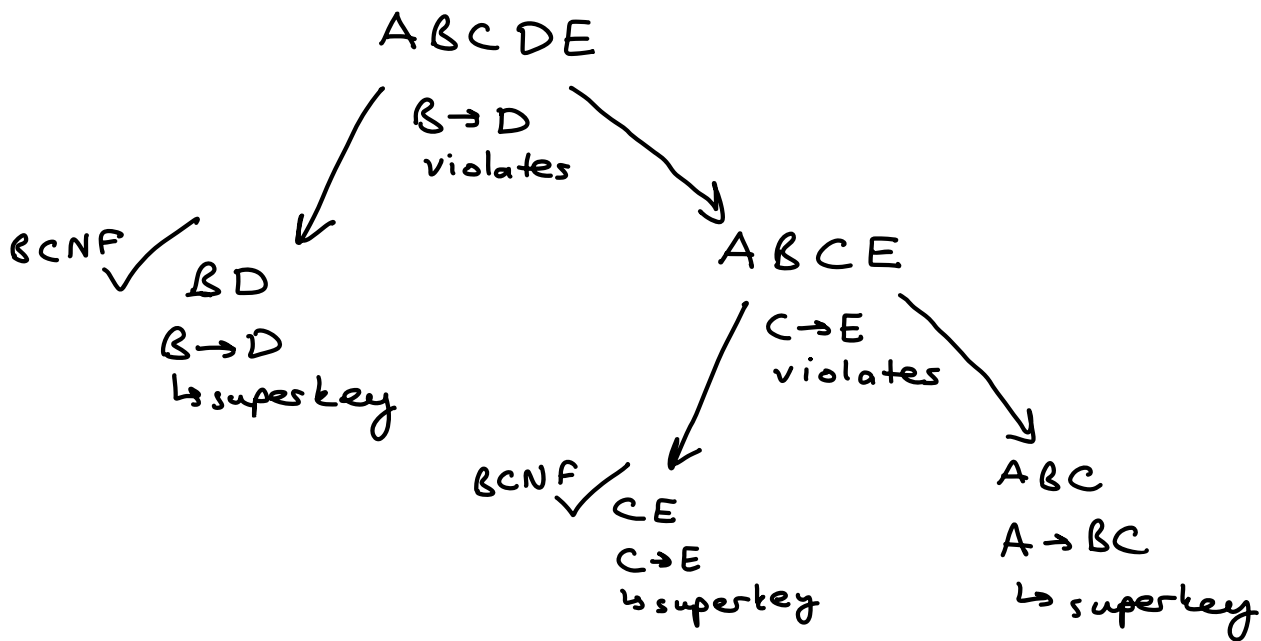 ABCDE
B → D
violates
BCNF ✓
BD
B → D
↳ superkey
ABCE
C → E
violates
BCNF ✓
CE
C → E
↳ superkey
ABC
A → BC
↳ superkey